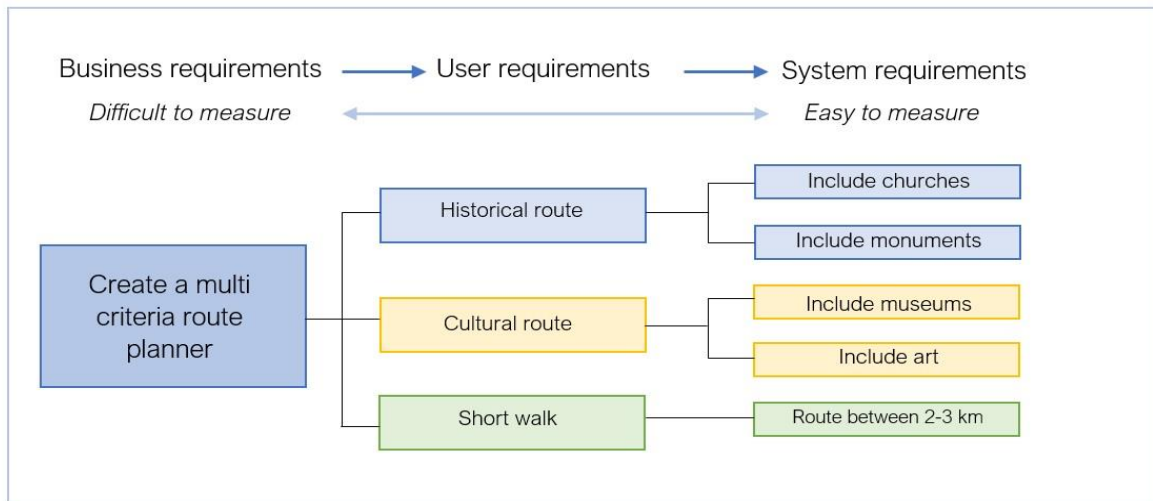 Business requirements
User requirements
System requirements
Difficult to measure
Easy to measure
Create a multi
criteria route
planner
Historical route
Include churches
Include monuments
Cultural route
Include museums
Include art
Short walk
Route between 2-3 km